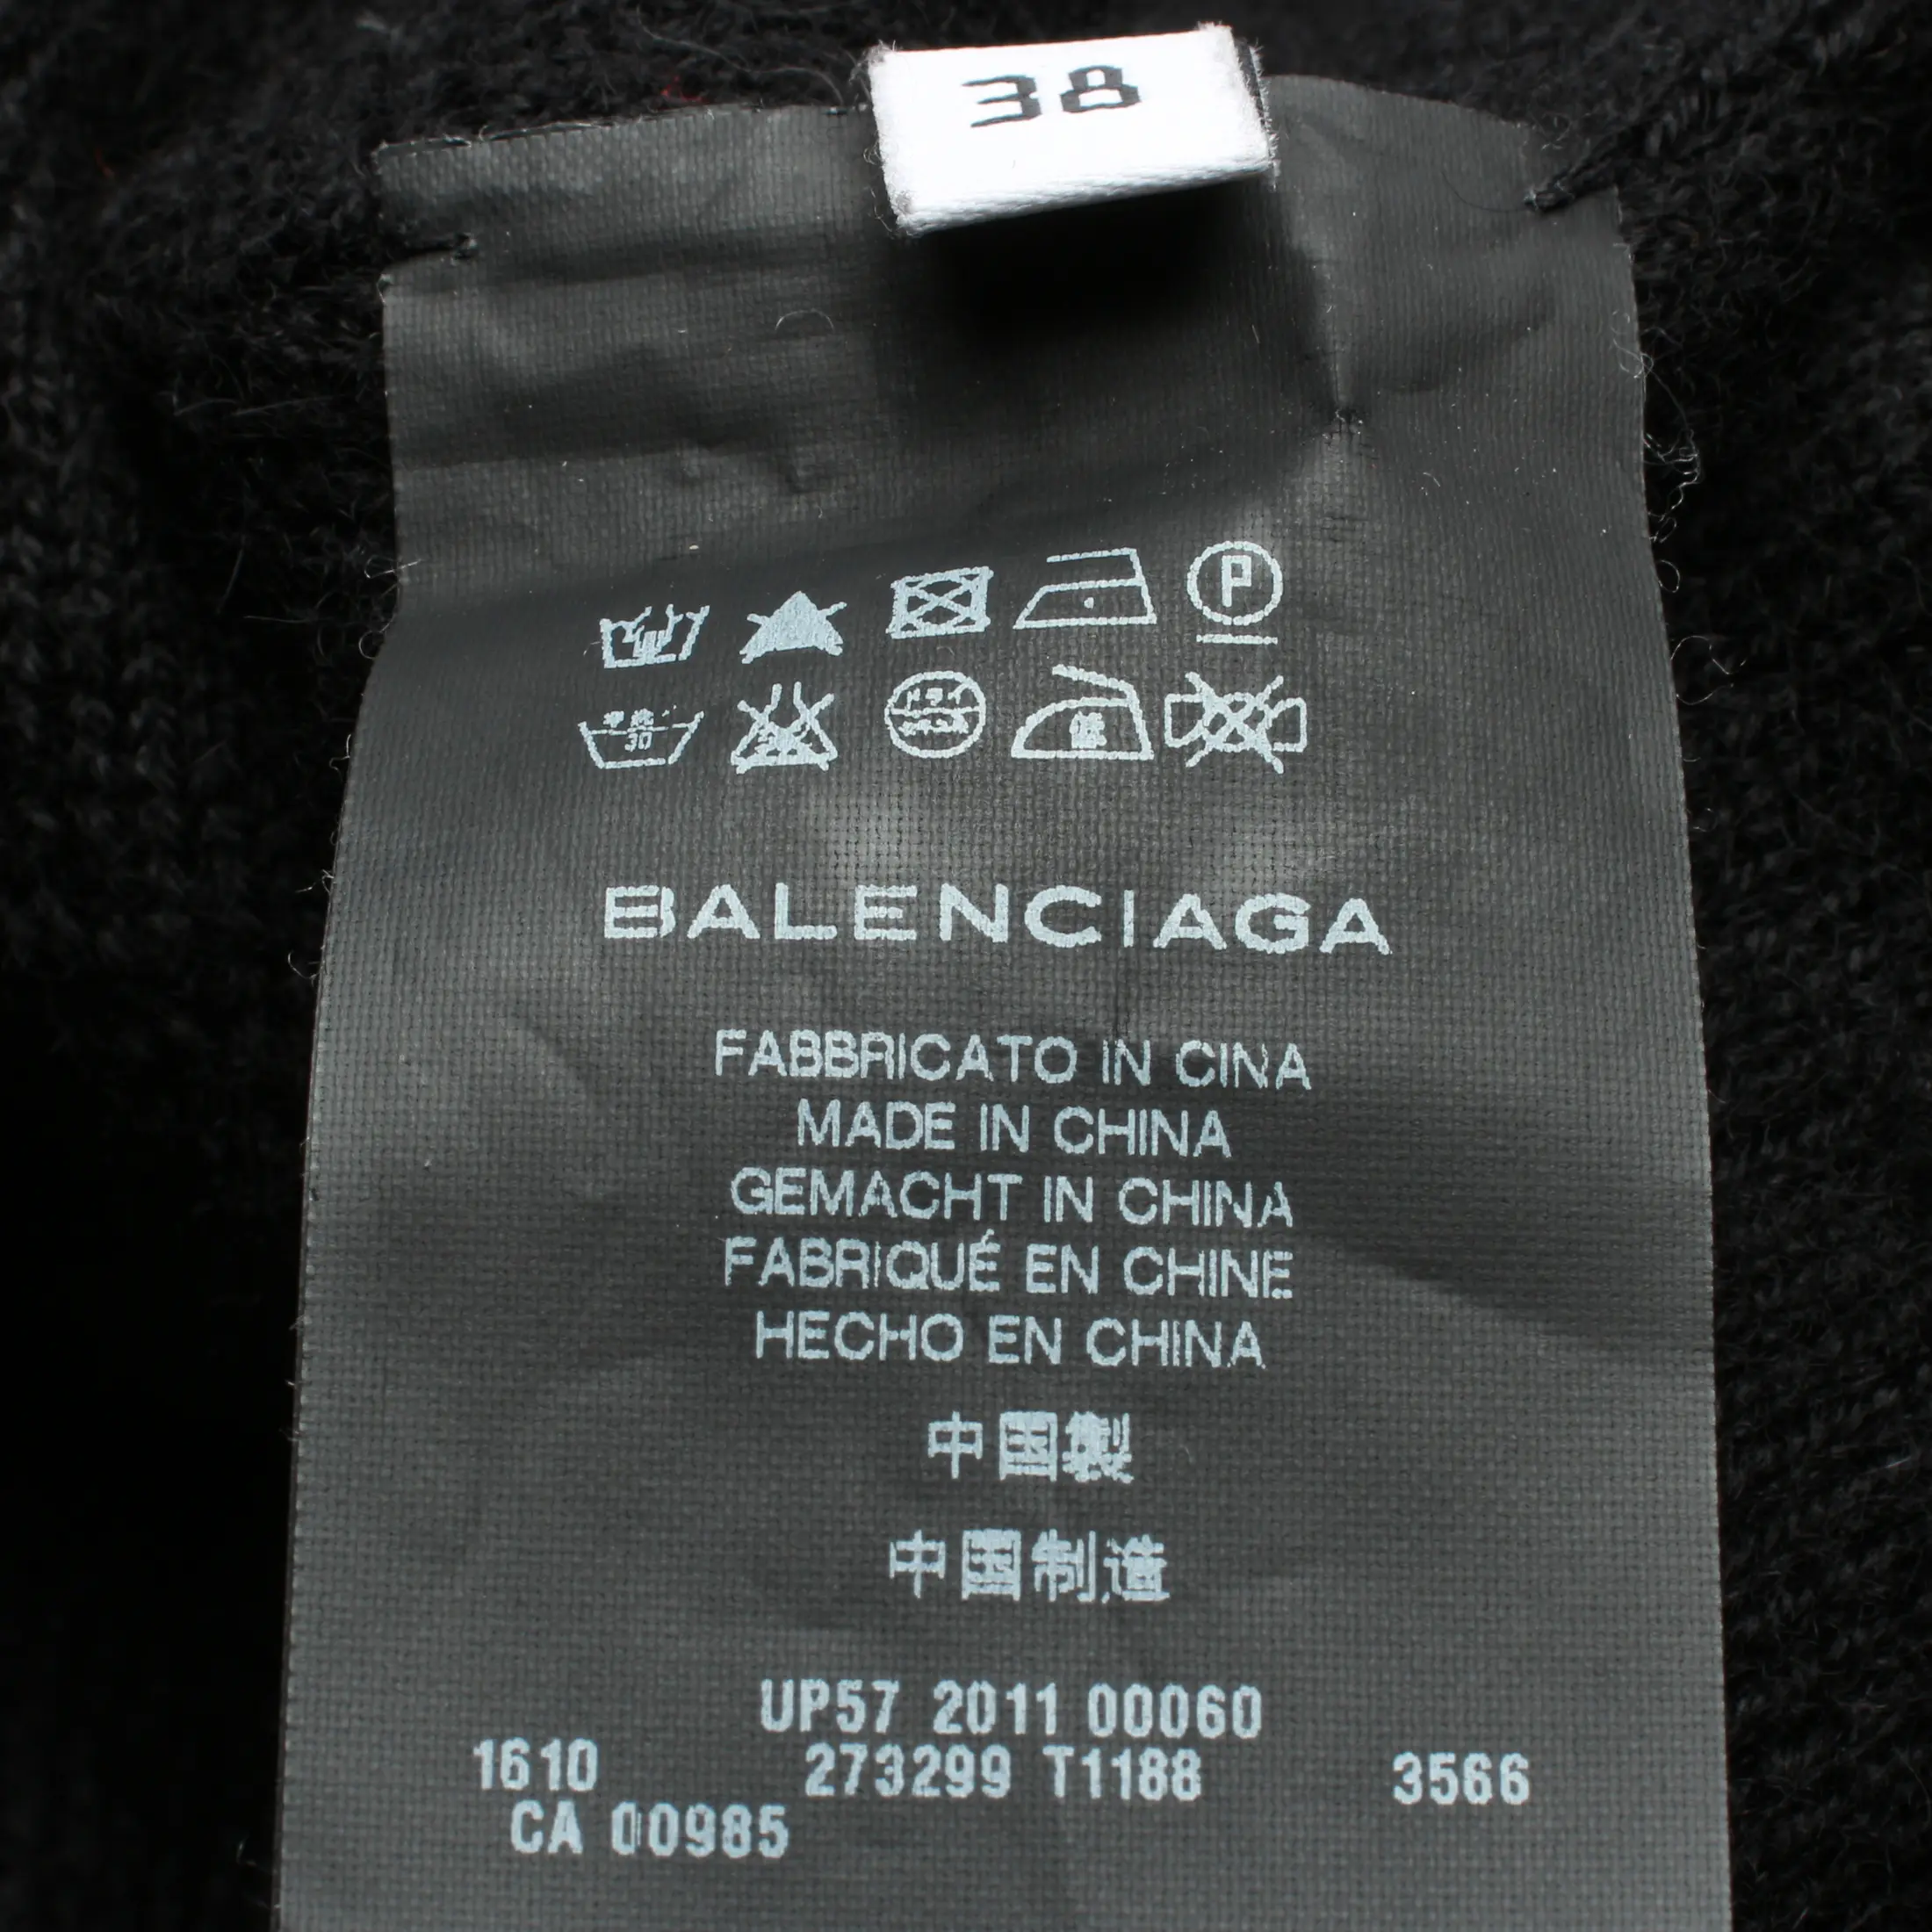 38
P
30
BALENCIAGA
FABBRICATO IN CINA
MADE IN CHINA
GEMACHT IN CHINA
FABRIQUÉ EN CHINE
HECHO EN CHINA
中国製
中国制造
UP57 2011 00060
1610 273299 T1188 3566
CA 00985